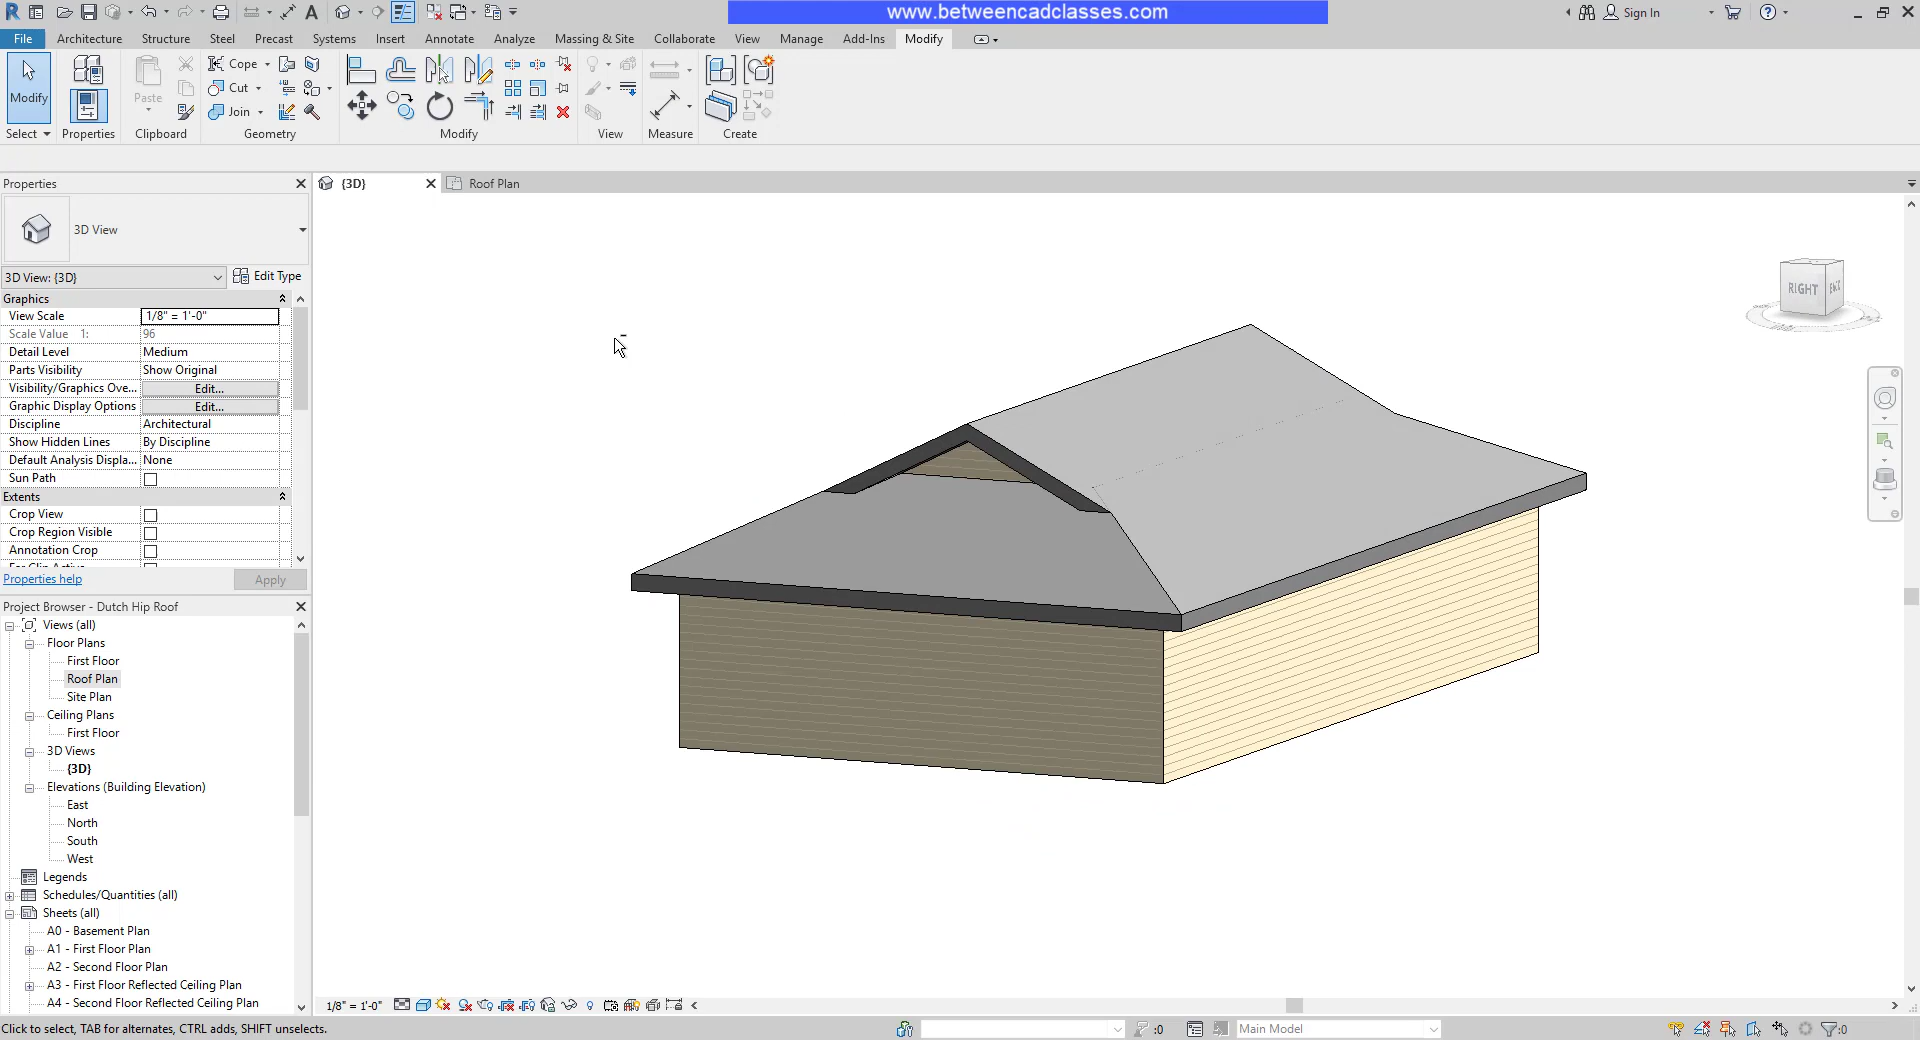 www.betweencadclasses.com
Sign In
File Architecture Structure Steel Precast Systems Insert Annotate Analyze Massing & Site Collaborate View Manage Add-Ins Modify
Modify
Paste
Cope
Cut
Join
Select Properties Clipboard Geometry Modify View Measure Create
Properties
{3D}
Roof Plan
3D View
3D View: {3D}
Edit Type
Graphics
View Scale 1/8" = 1'-0"
Scale Value 1: 96
Detail Level Medium
Parts Visibility Show Original
Visibility/Graphics Ove... Edit...
Graphic Display Options Edit...
Discipline Architectural
Show Hidden Lines By Discipline
Default Analysis Displa... None
Sun Path
Extents
Crop View
Crop Region Visible
Annotation Crop
Properties help
Apply
RIGHT
Project Browser - Dutch Hip Roof
Views (all)
Floor Plans
First Floor
Roof Plan
Site Plan
Ceiling Plans
First Floor
3D Views
{3D}
Elevations (Building Elevation)
East
North
South
West
Legends
Schedules/Quantities (all)
Sheets (all)
A0 - Basement Plan
A1 - First Floor Plan
A2 - Second Floor Plan
A3 - First Floor Reflected Ceiling Plan
A4 - Second Floor Reflected Ceiling Plan
1/8" = 1'-0"
Click to select, TAB for alternates, CTRL adds, SHIFT unselects.
:0
Main Model
:0